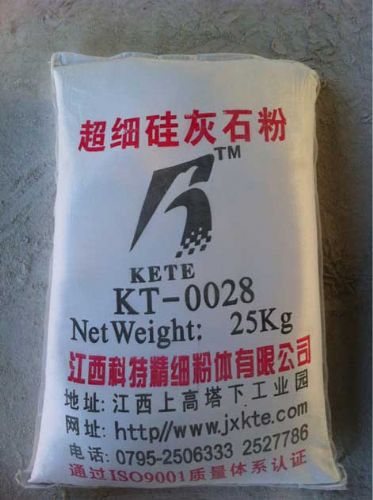 超细硅灰石粉
TM
KETE
KT-0028
Net Weight: 25Kg
江西科特精细粉体有限公司
地址: 江西上高塔下工业园
网址: http//www.jxkte.com
电话: 0795-2506333 2527786
通过ISO9001质量体系认证